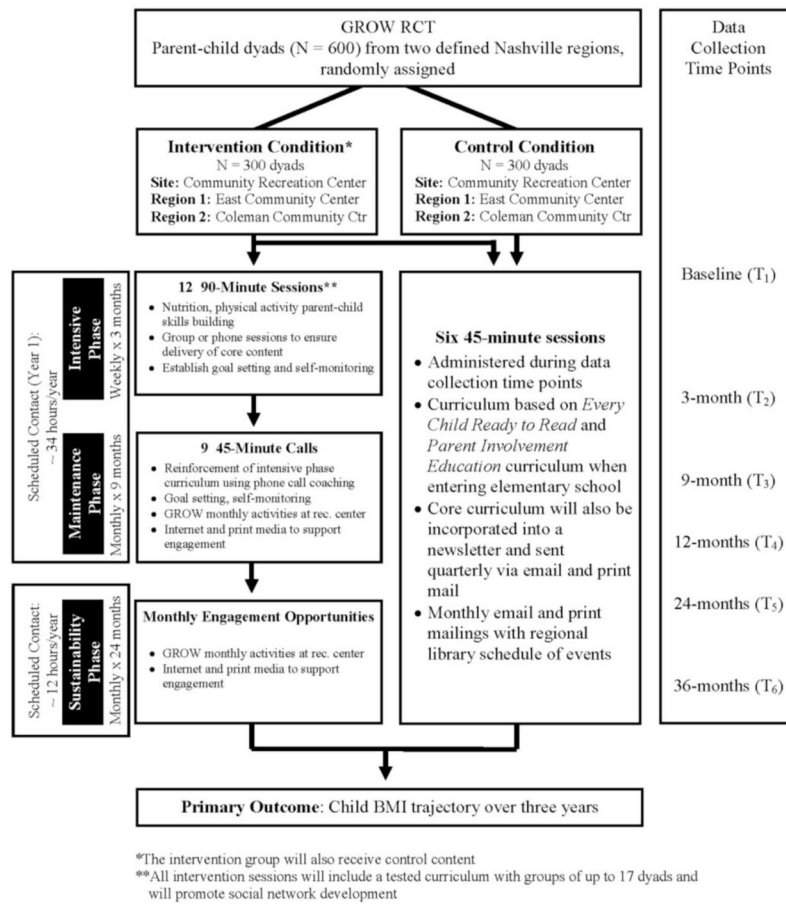 GROW RCT
Parent-child dyads (N = 600) from two defined Nashville regions,
randomly assigned
Data
Collection
Time Points
Intervention Condition*
N = 300 dyads
Site: Community Recreation Center
Region 1: East Community Center
Region 2: Coleman Community Ctr
Control Condition
N = 300 dyads
Site: Community Recreation Center
Region 1: East Community Center
Region 2: Coleman Community Ctr
Scheduled Contact (Year 1):
~ 34 hours/year
Intensive
Phase
Weekly x 3 months
12 90-Minute Sessions**
• Nutrition, physical activity parent-child
skills building
• Group or phone sessions to ensure
delivery of core content
• Establish goal setting and self-monitoring
Maintenance
Phase
Monthly x 9 months
9 45-Minute Calls
• Reinforcement of intensive phase
curriculum using phone call coaching
• Goal setting, self-monitoring
• GROW monthly activities at rec. center
• Internet and print media to support
engagement
Scheduled Contact:
~ 12 hours/year
Sustainability
Phase
Monthly x 24 months
Monthly Engagement Opportunities
• GROW monthly activities at rec. center
• Internet and print media to support
engagement
Six 45-minute sessions
• Administered during data
collection time points
• Curriculum based on Every
Child Ready to Read and
Parent Involvement
Education curriculum when
entering elementary school
• Core curriculum will also be
incorporated into a
newsletter and sent
quarterly via email and print
mail
• Monthly email and print
mailings with regional
library schedule of events
Baseline (T1)
3-month (T2)
9-month (T3)
12-months (T4)
24-months (T5)
36-months (T6)
Primary Outcome: Child BMI trajectory over three years
*The intervention group will also receive control content
**All intervention sessions will include a tested curriculum with groups of up to 17 dyads and
will promote social network development